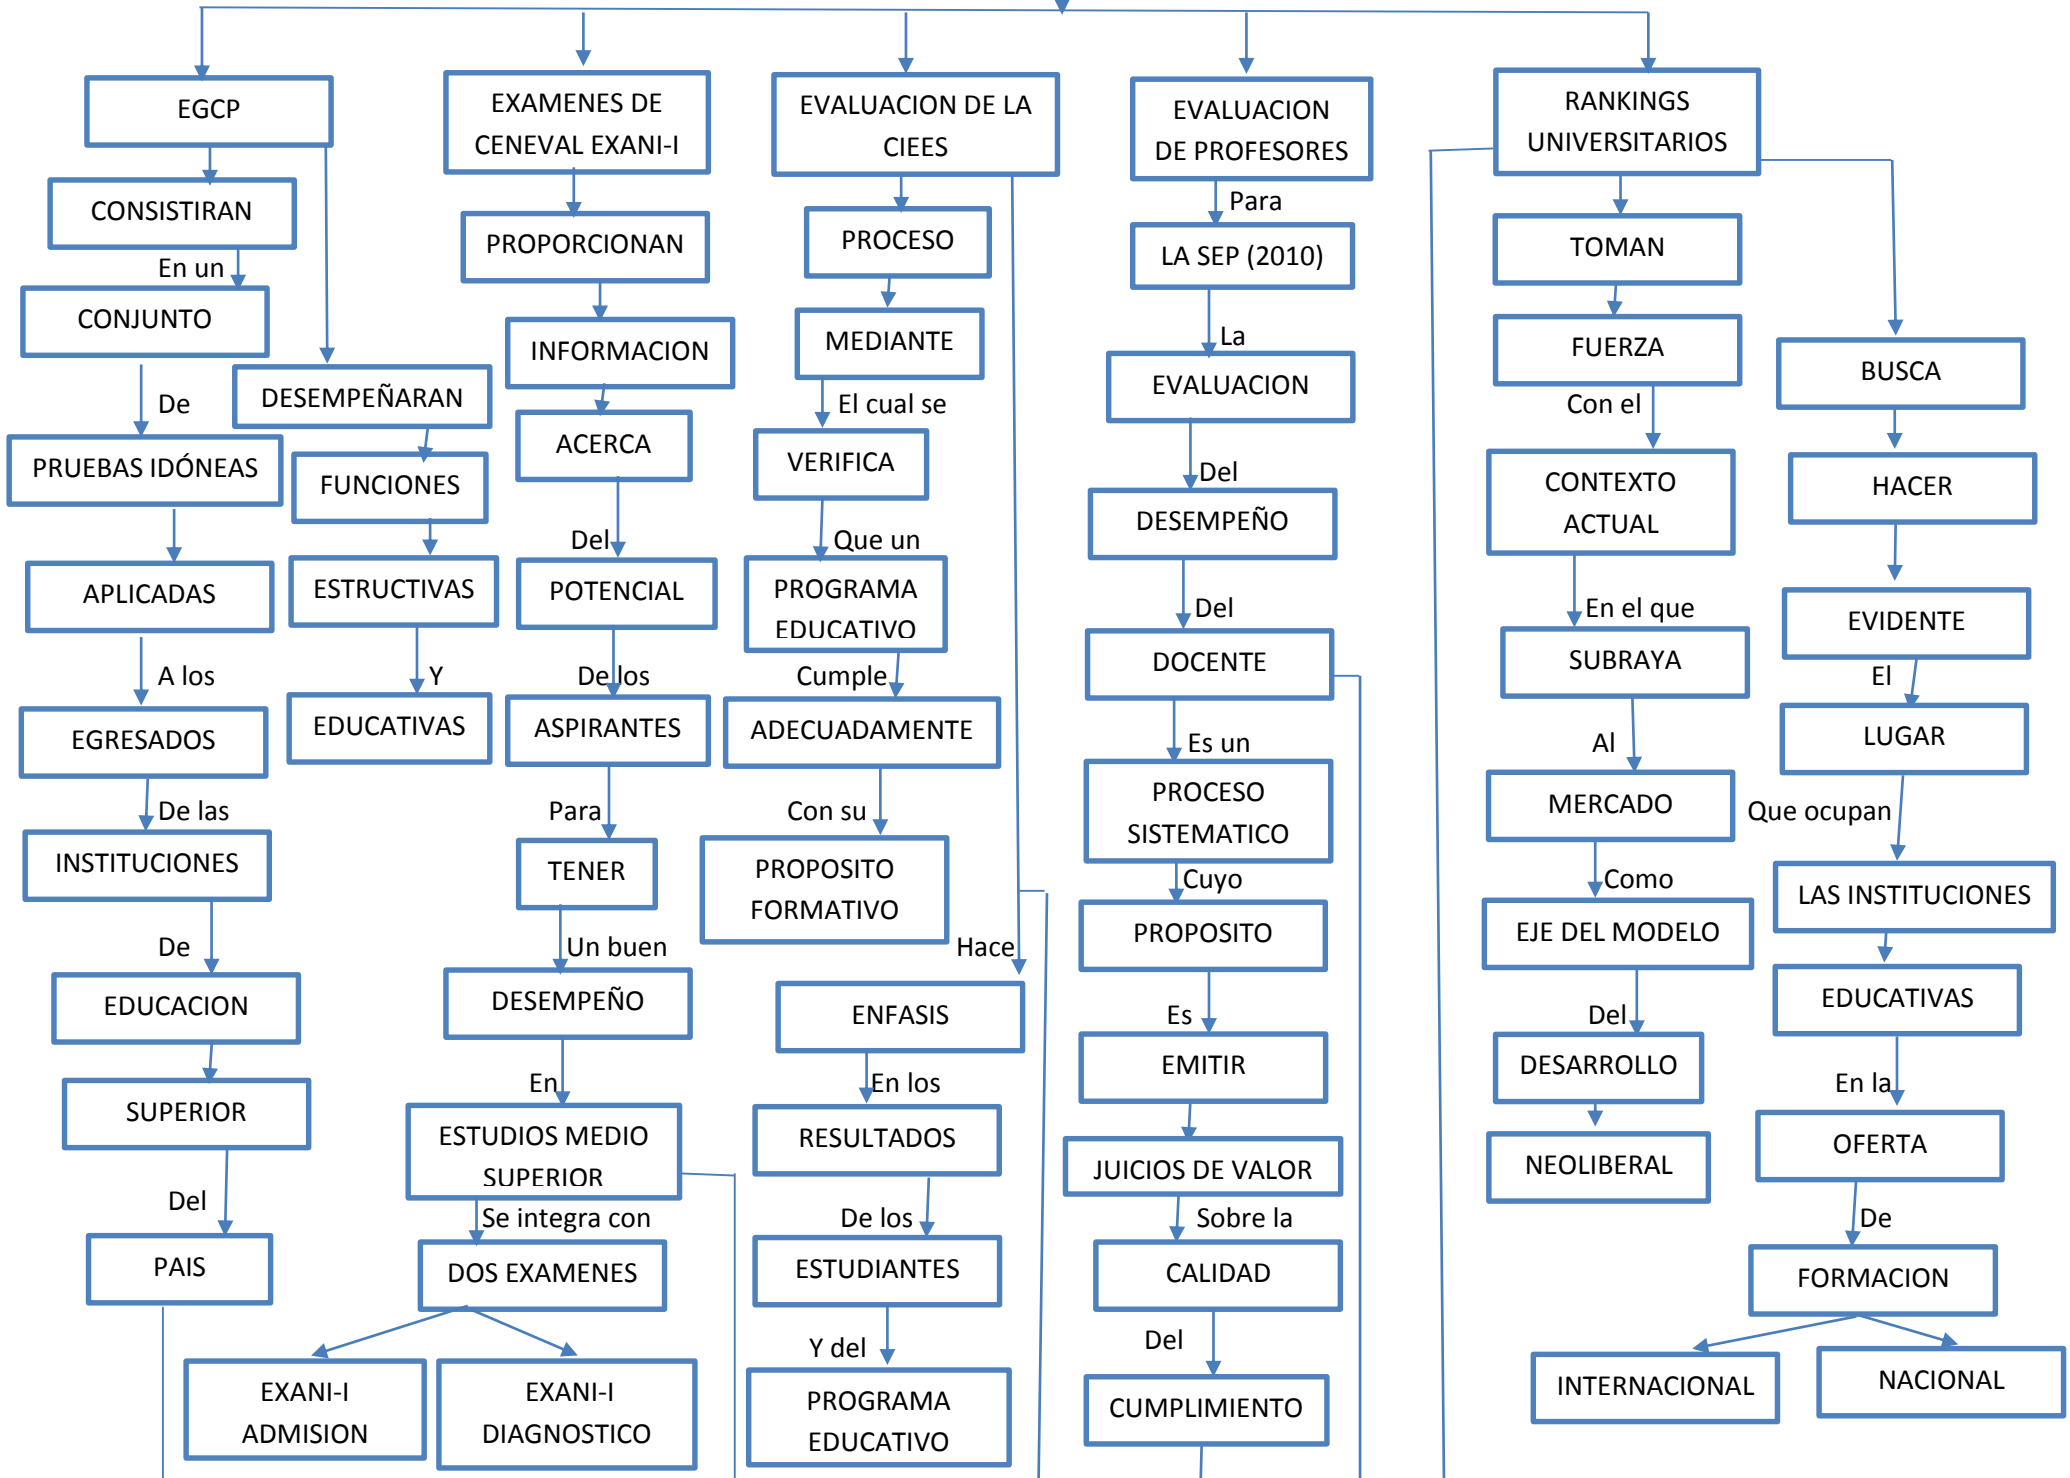 EGCP
CONSISTIRAN
En un
CONJUNTO
De
PRUEBAS IDÓNEAS
APLICADAS
A los
EGRESADOS
De las
INSTITUCIONES
De
EDUCACION
SUPERIOR
Del
PAIS
DESEMPEÑARAN
FUNCIONES
ESTRUCTIVAS
Y
EDUCATIVAS
EXAMENES DE
CENEVAL EXANI-I
PROPORCIONAN
INFORMACION
ACERCA
Del
POTENCIAL
De los
ASPIRANTES
Para
TENER
Un buen
DESEMPEÑO
En
ESTUDIOS MEDIO
SUPERIOR
Se integra con
DOS EXAMENES
EXANI-I
ADMISION
EXANI-I
DIAGNOSTICO
EVALUACION DE LA
CIEES
PROCESO
MEDIANTE
El cual se
VERIFICA
Que un
PROGRAMA
EDUCATIVO
Cumple
ADECUADAMENTE
Con su
PROPOSITO
FORMATIVO
Hace
ENFASIS
En los
RESULTADOS
De los
ESTUDIANTES
Y del
PROGRAMA
EDUCATIVO
EVALUACION
DE PROFESORES
Para
LA SEP (2010)
La
EVALUACION
Del
DESEMPEÑO
Del
DOCENTE
Es un
PROCESO
SISTEMATICO
Cuyo
PROPOSITO
Es
EMITIR
JUICIOS DE VALOR
Sobre la
CALIDAD
Del
CUMPLIMIENTO
RANKINGS
UNIVERSITARIOS
TOMAN
FUERZA
Con el
CONTEXTO
ACTUAL
En el que
SUBRAYA
Al
MERCADO
Como
EJE DEL MODELO
Del
DESARROLLO
NEOLIBERAL
BUSCA
HACER
EVIDENTE
El
LUGAR
Que ocupan
LAS INSTITUCIONES
EDUCATIVAS
En la
OFERTA
De
FORMACION
INTERNACIONAL
NACIONAL